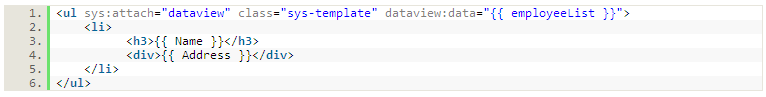 1. <ul sys:attach="dataview" class="sys-template" dataview:data="{{ employeeList }}">
2.     <li>
3.         <h3>{{ Name }}</h3>
4.         <div>{{ Address }}</div>
5.     </li>
6. </ul>